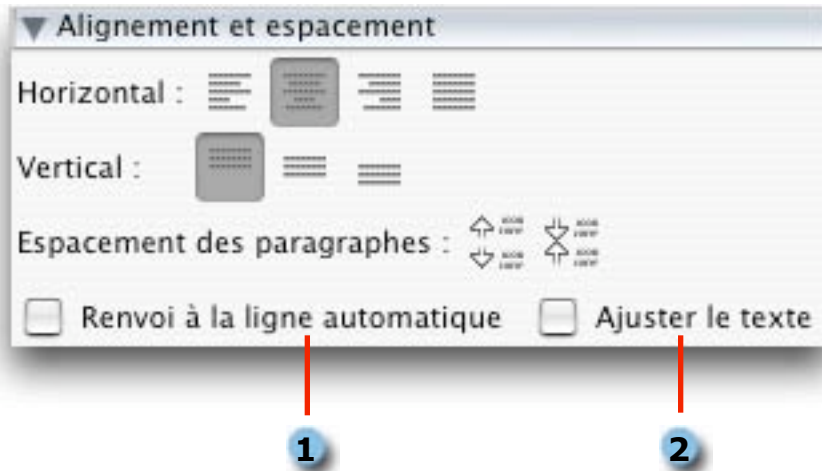 Alignement et espacement
Horizontal :
Vertical :
Espacement des paragraphes :
Renvoi à la ligne automatique Ajuster le texte
1 2